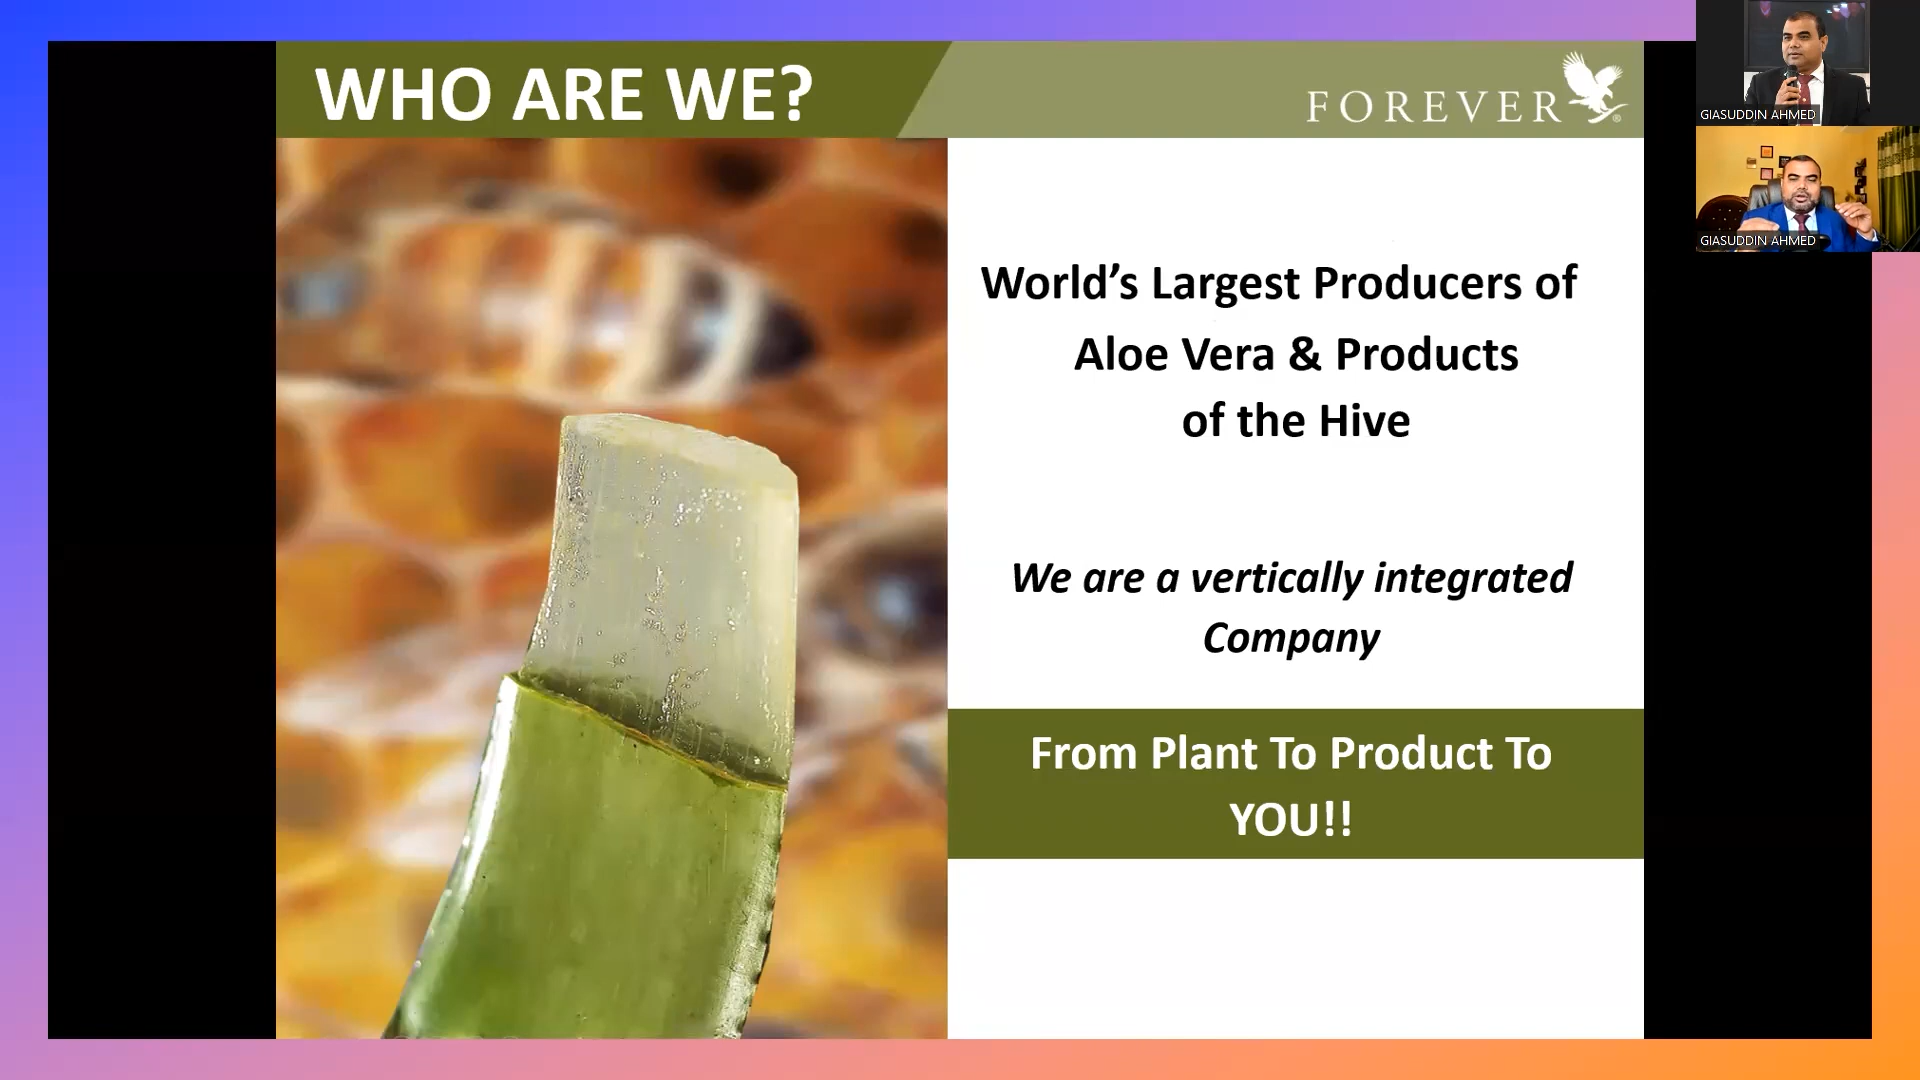 WHO ARE WE?
FOREVER
World's Largest Producers of
Aloe Vera & Products
of the Hive
We are a vertically integrated
Company
From Plant To Product To
YOU!!
GIASUDDIN AHMED
GIASUDDIN AHMED